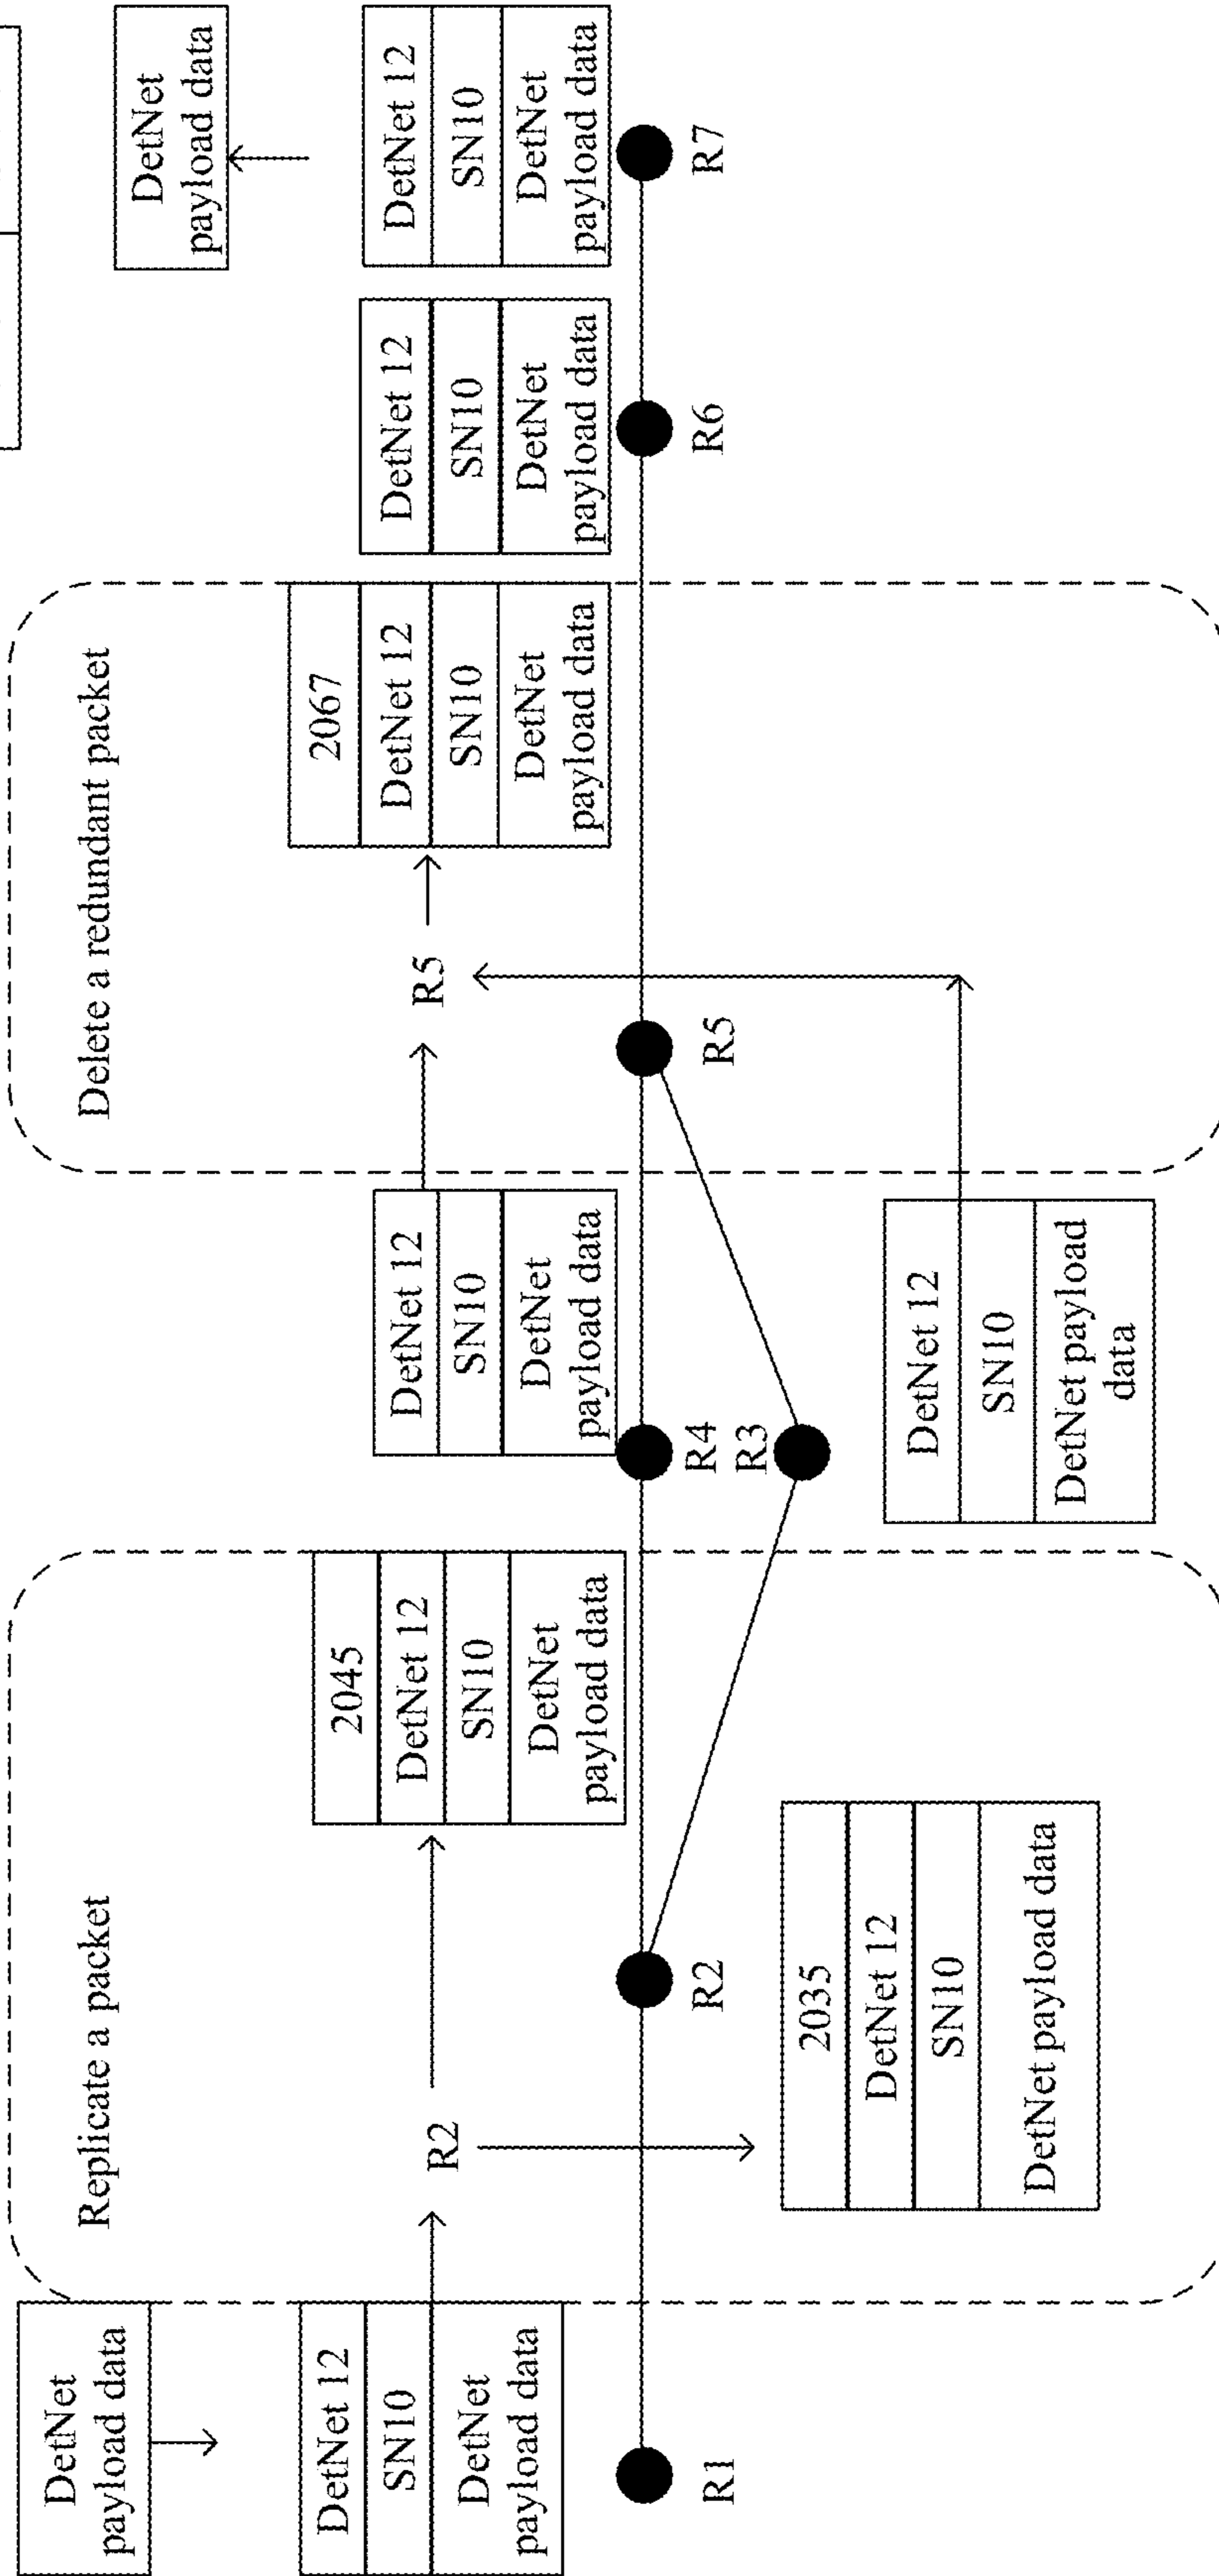 DetNet
payload data
DetNet 12
SN10
DetNet
payload data
R1
Replicate a packet
R2
2045
DetNet 12
SN10
DetNet
payload data
R2
2035
DetNet 12
SN10
DetNet payload data
DetNet 12
SN10
DetNet
payload data
R4
R3
DetNet 12
SN10
DetNet payload
data
Delete a redundant packet
R5
2067
DetNet 12
SN10
DetNet
payload data
R5
DetNet 12
SN10
DetNet
payload data
R6
DetNet
payload data
DetNet 12
SN10
DetNet
payload data
R7